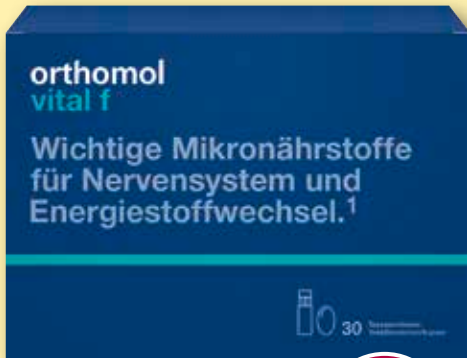 orthomol
vital f
Wichtige Mikronährstoffe
für Nervensystem und
Energiestoffwechsel.¹
30